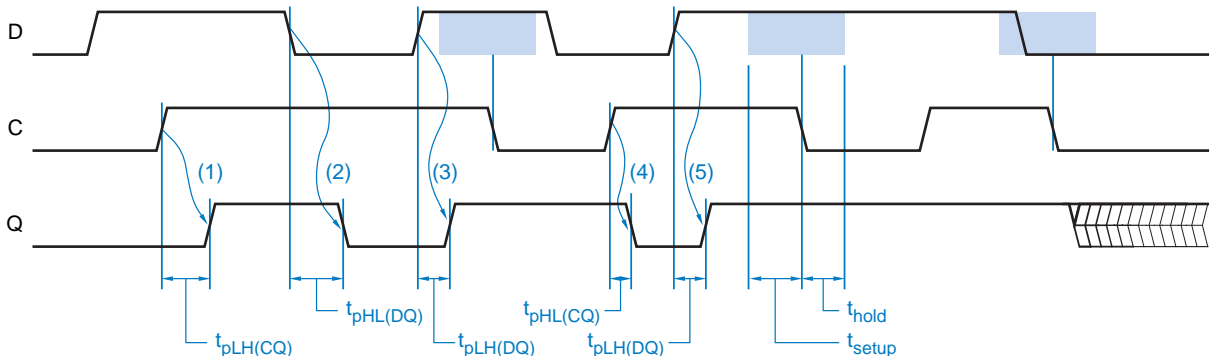 D
C
(1) (2) (3) (4) (5)
Q
tpHL(DQ) tpHL(CQ) thold
tpLH(CQ) tpLH(DQ) tpLH(DQ) tsetup